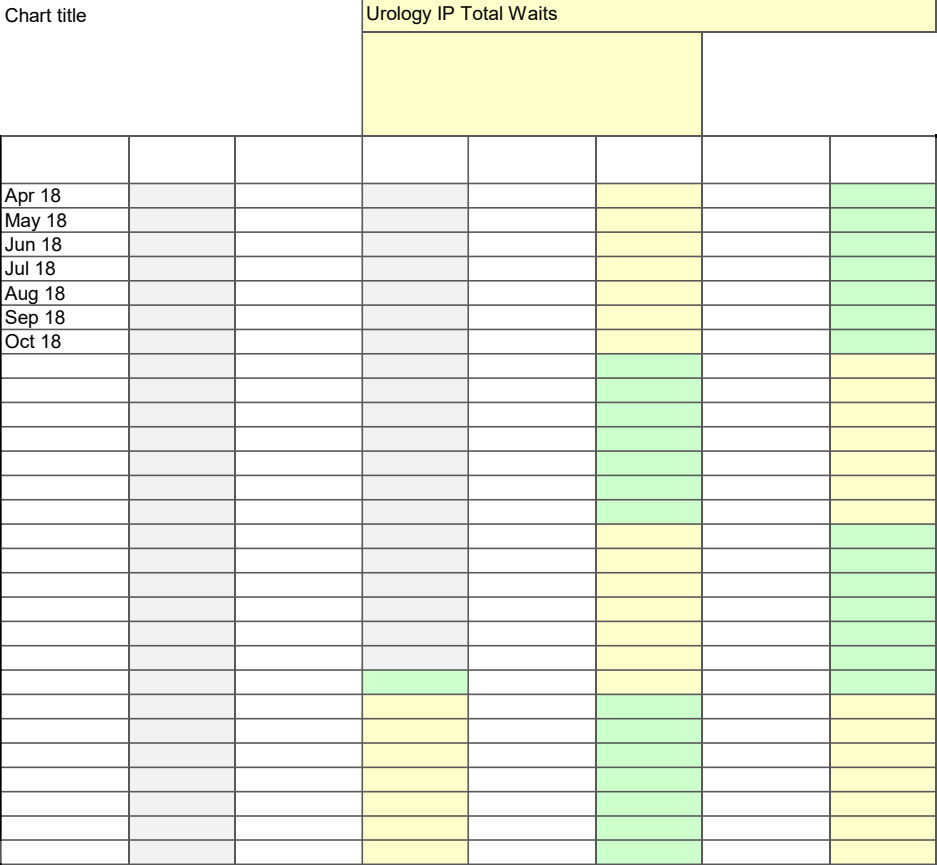 Chart title
Urology IP Total Waits
Apr 18
May 18
Jun 18
Jul 18
Aug 18
Sep 18
Oct 18